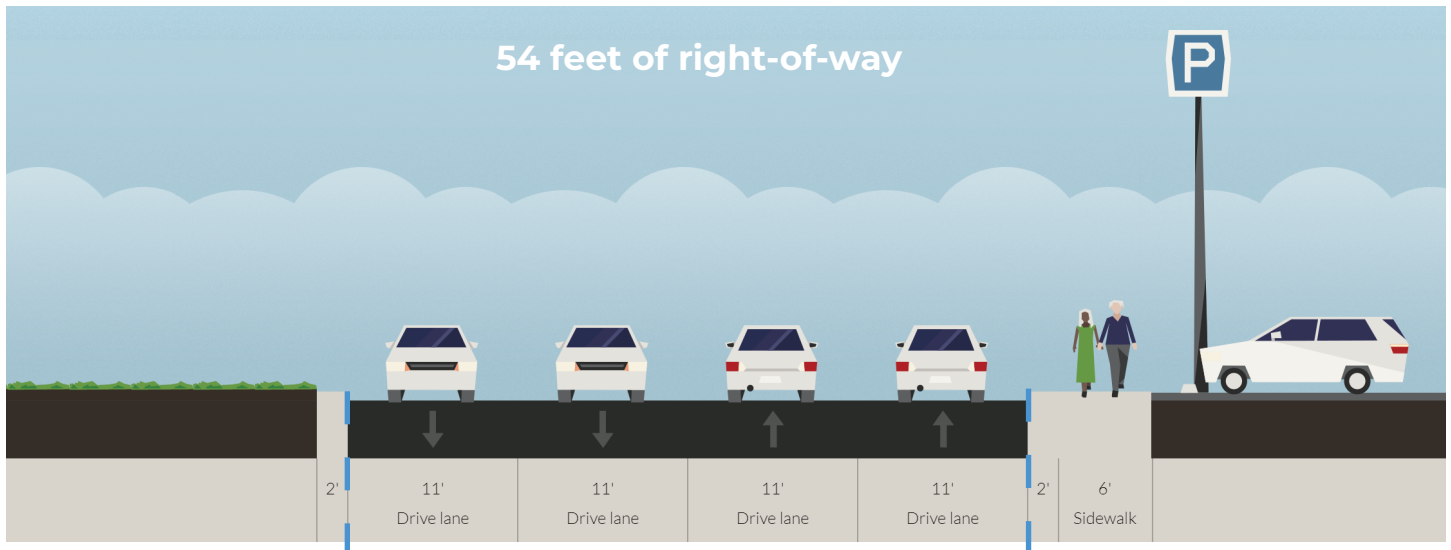 54 feet of right-of-way
P
2'
11'
Drive lane
11'
Drive lane
11'
Drive lane
11'
Drive lane
2'
6'
Sidewalk